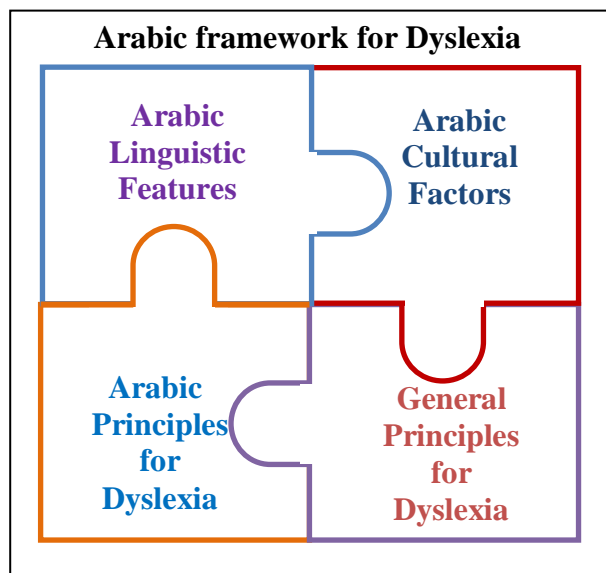 Arabic framework for Dyslexia
Arabic
Linguistic
Features
Arabic
Cultural
Factors
Arabic
Principles
for
Dyslexia
General
Principles
for
Dyslexia